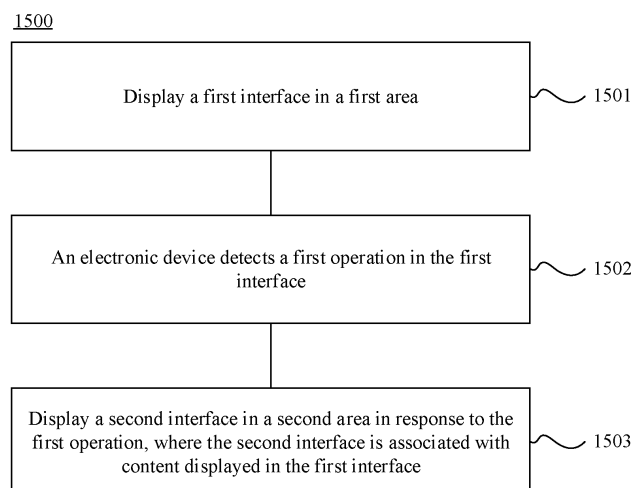 1500
Display a first interface in a first area
1501
An electronic device detects a first operation in the first
interface
1502
Display a second interface in a second area in response to the
first operation, where the second interface is associated with
content displayed in the first interface
1503